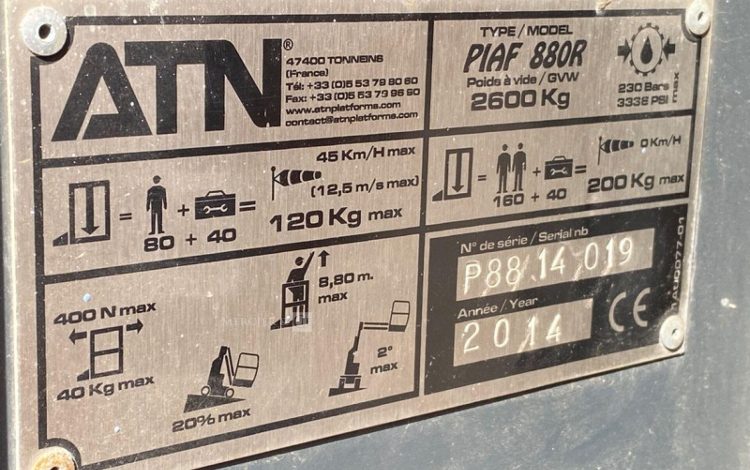 ATN®
47400 TONNEINS
(France)
Tél: +33 (0)5 53 79 80 60
Fax: +33 (0)5 53 79 96 90
www.atnplatforms.com
contact@atnplatforms.com
TYPE / MODEL
PIAF 880R
Poids à vide / GVW
2600 Kg
230 Bars
3336 PSI
max
45 Km/H max
(12,5 m/s max)
= + =
80 + 40
120 Kg max
0 Km/H
= + =
160 + 40
200 Kg max
400 N max
40 Kg max
20% max
8,80 m.
max
2°
max
N° de série / Serial nb
P88 14 019
Année / Year
2014
CE